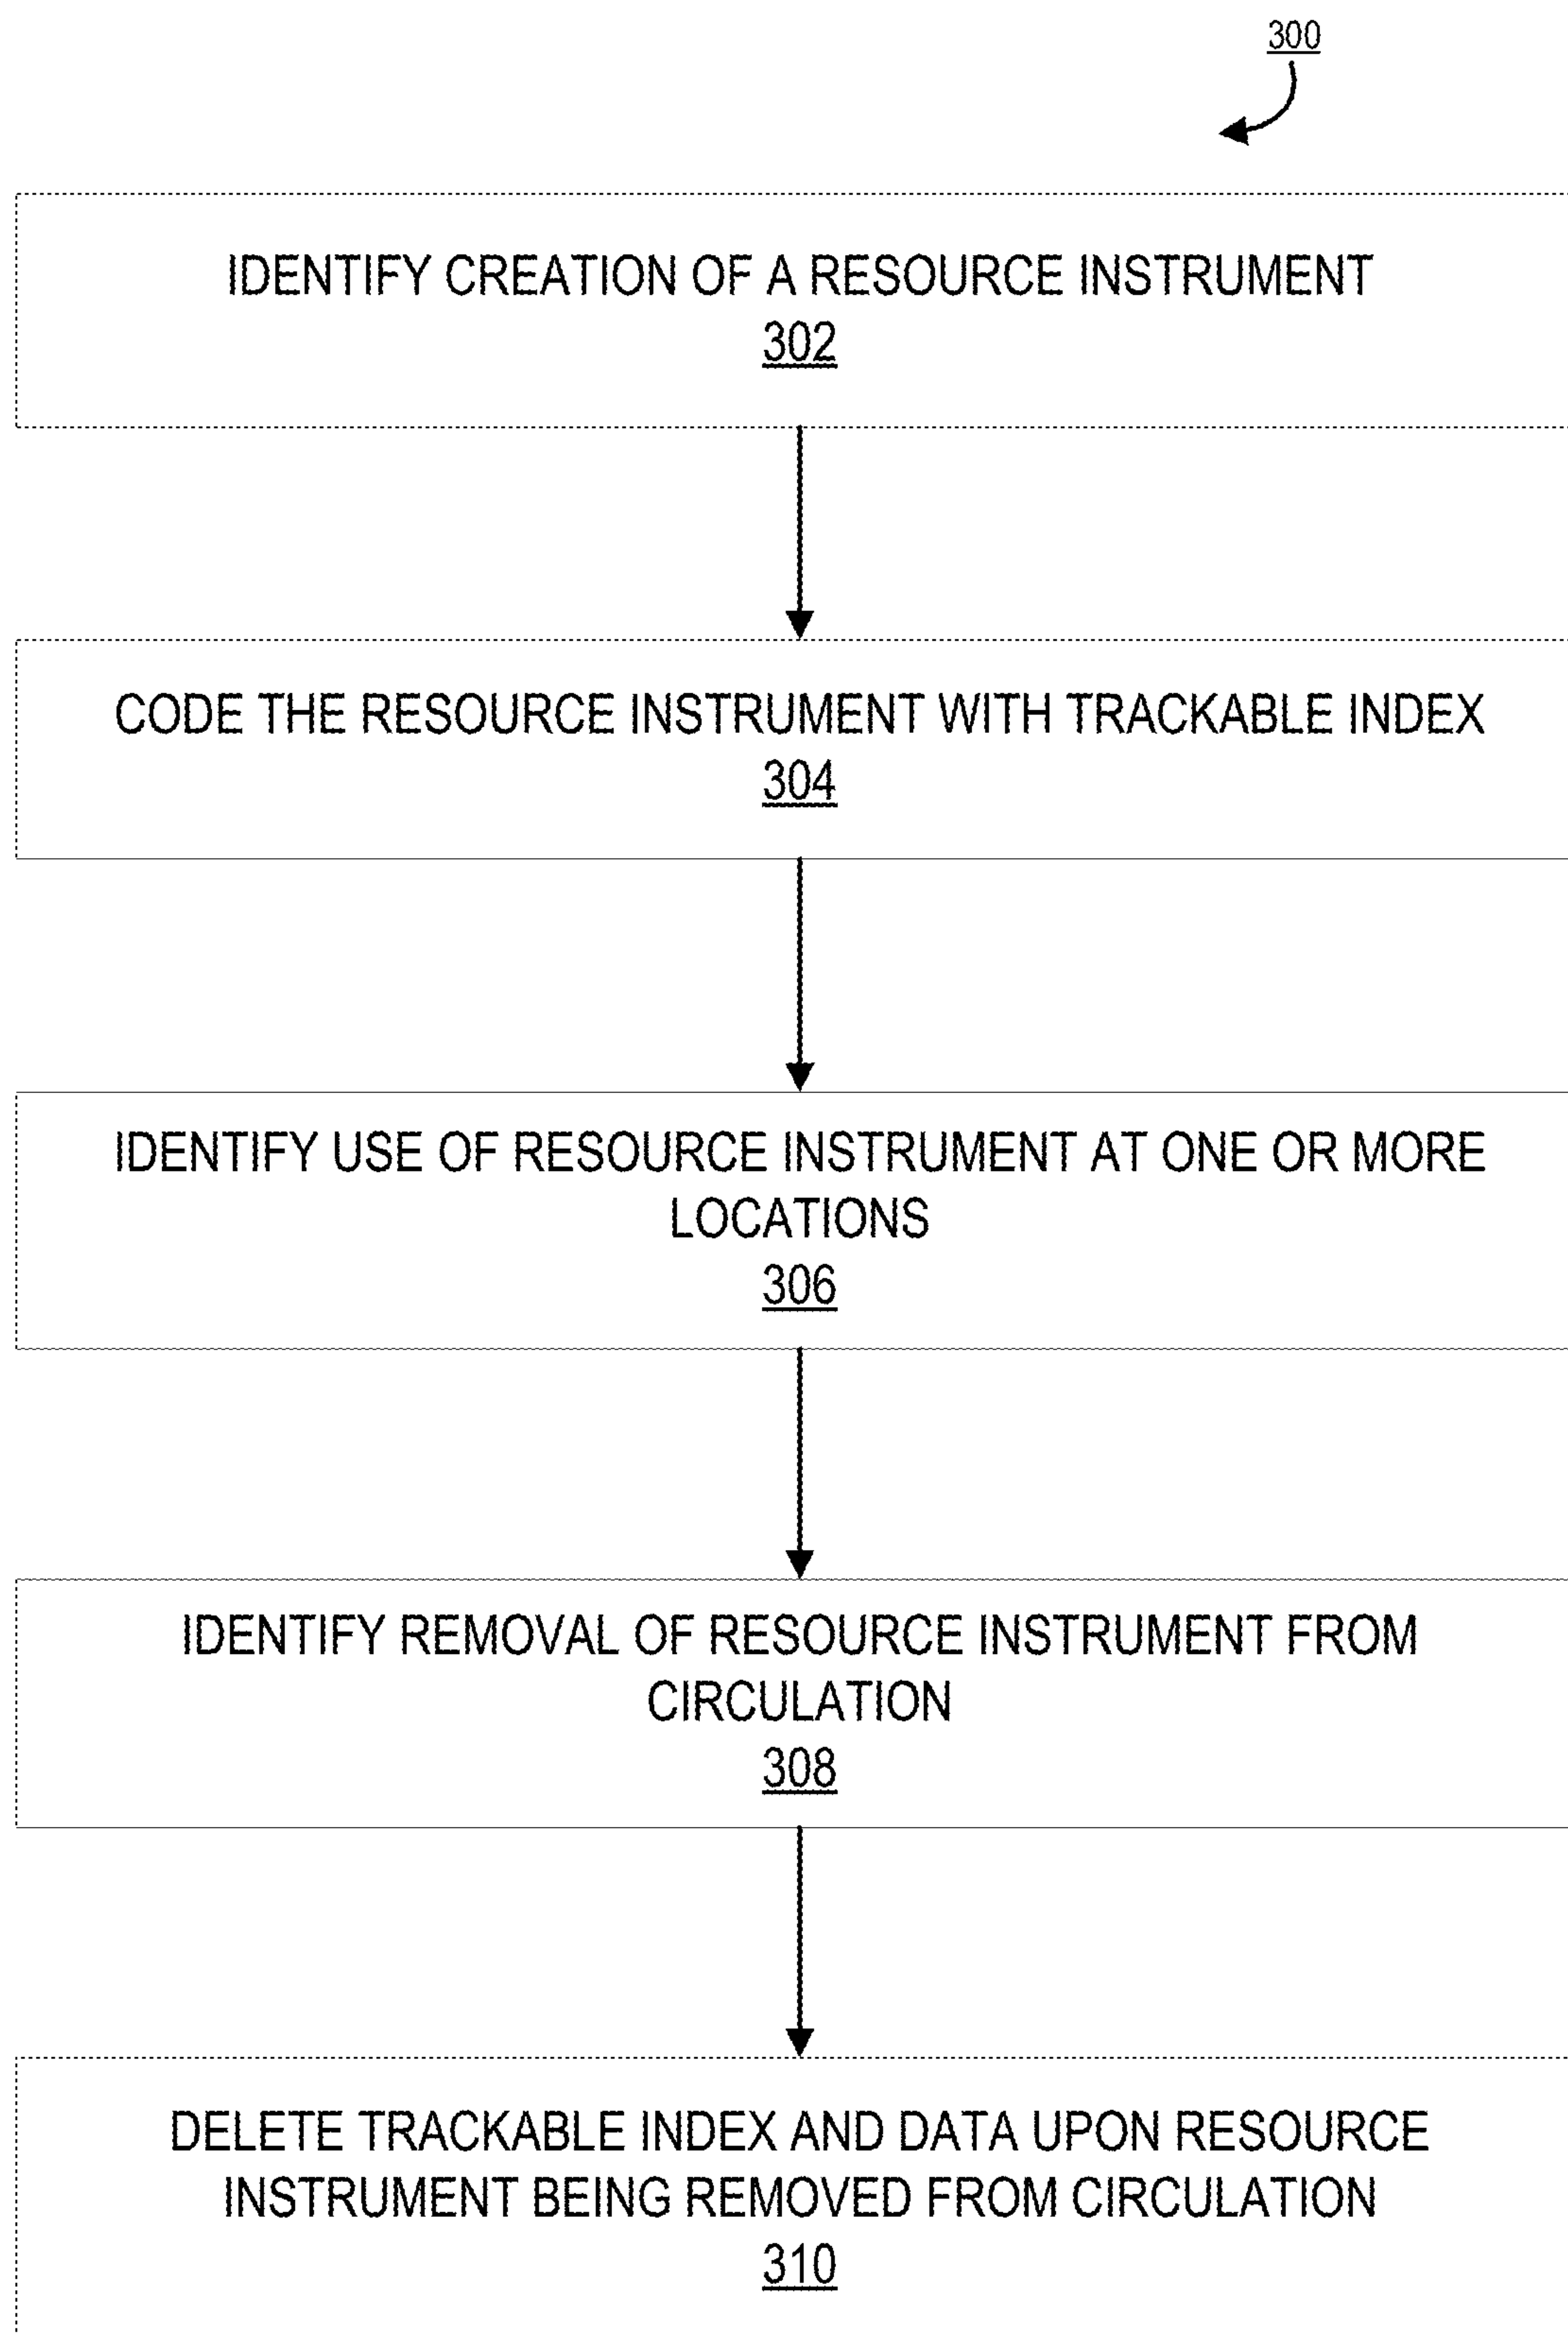 300
IDENTIFY CREATION OF A RESOURCE INSTRUMENT
302
CODE THE RESOURCE INSTRUMENT WITH TRACKABLE INDEX
304
IDENTIFY USE OF RESOURCE INSTRUMENT AT ONE OR MORE
LOCATIONS
306
IDENTIFY REMOVAL OF RESOURCE INSTRUMENT FROM
CIRCULATION
308
DELETE TRACKABLE INDEX AND DATA UPON RESOURCE
INSTRUMENT BEING REMOVED FROM CIRCULATION
310